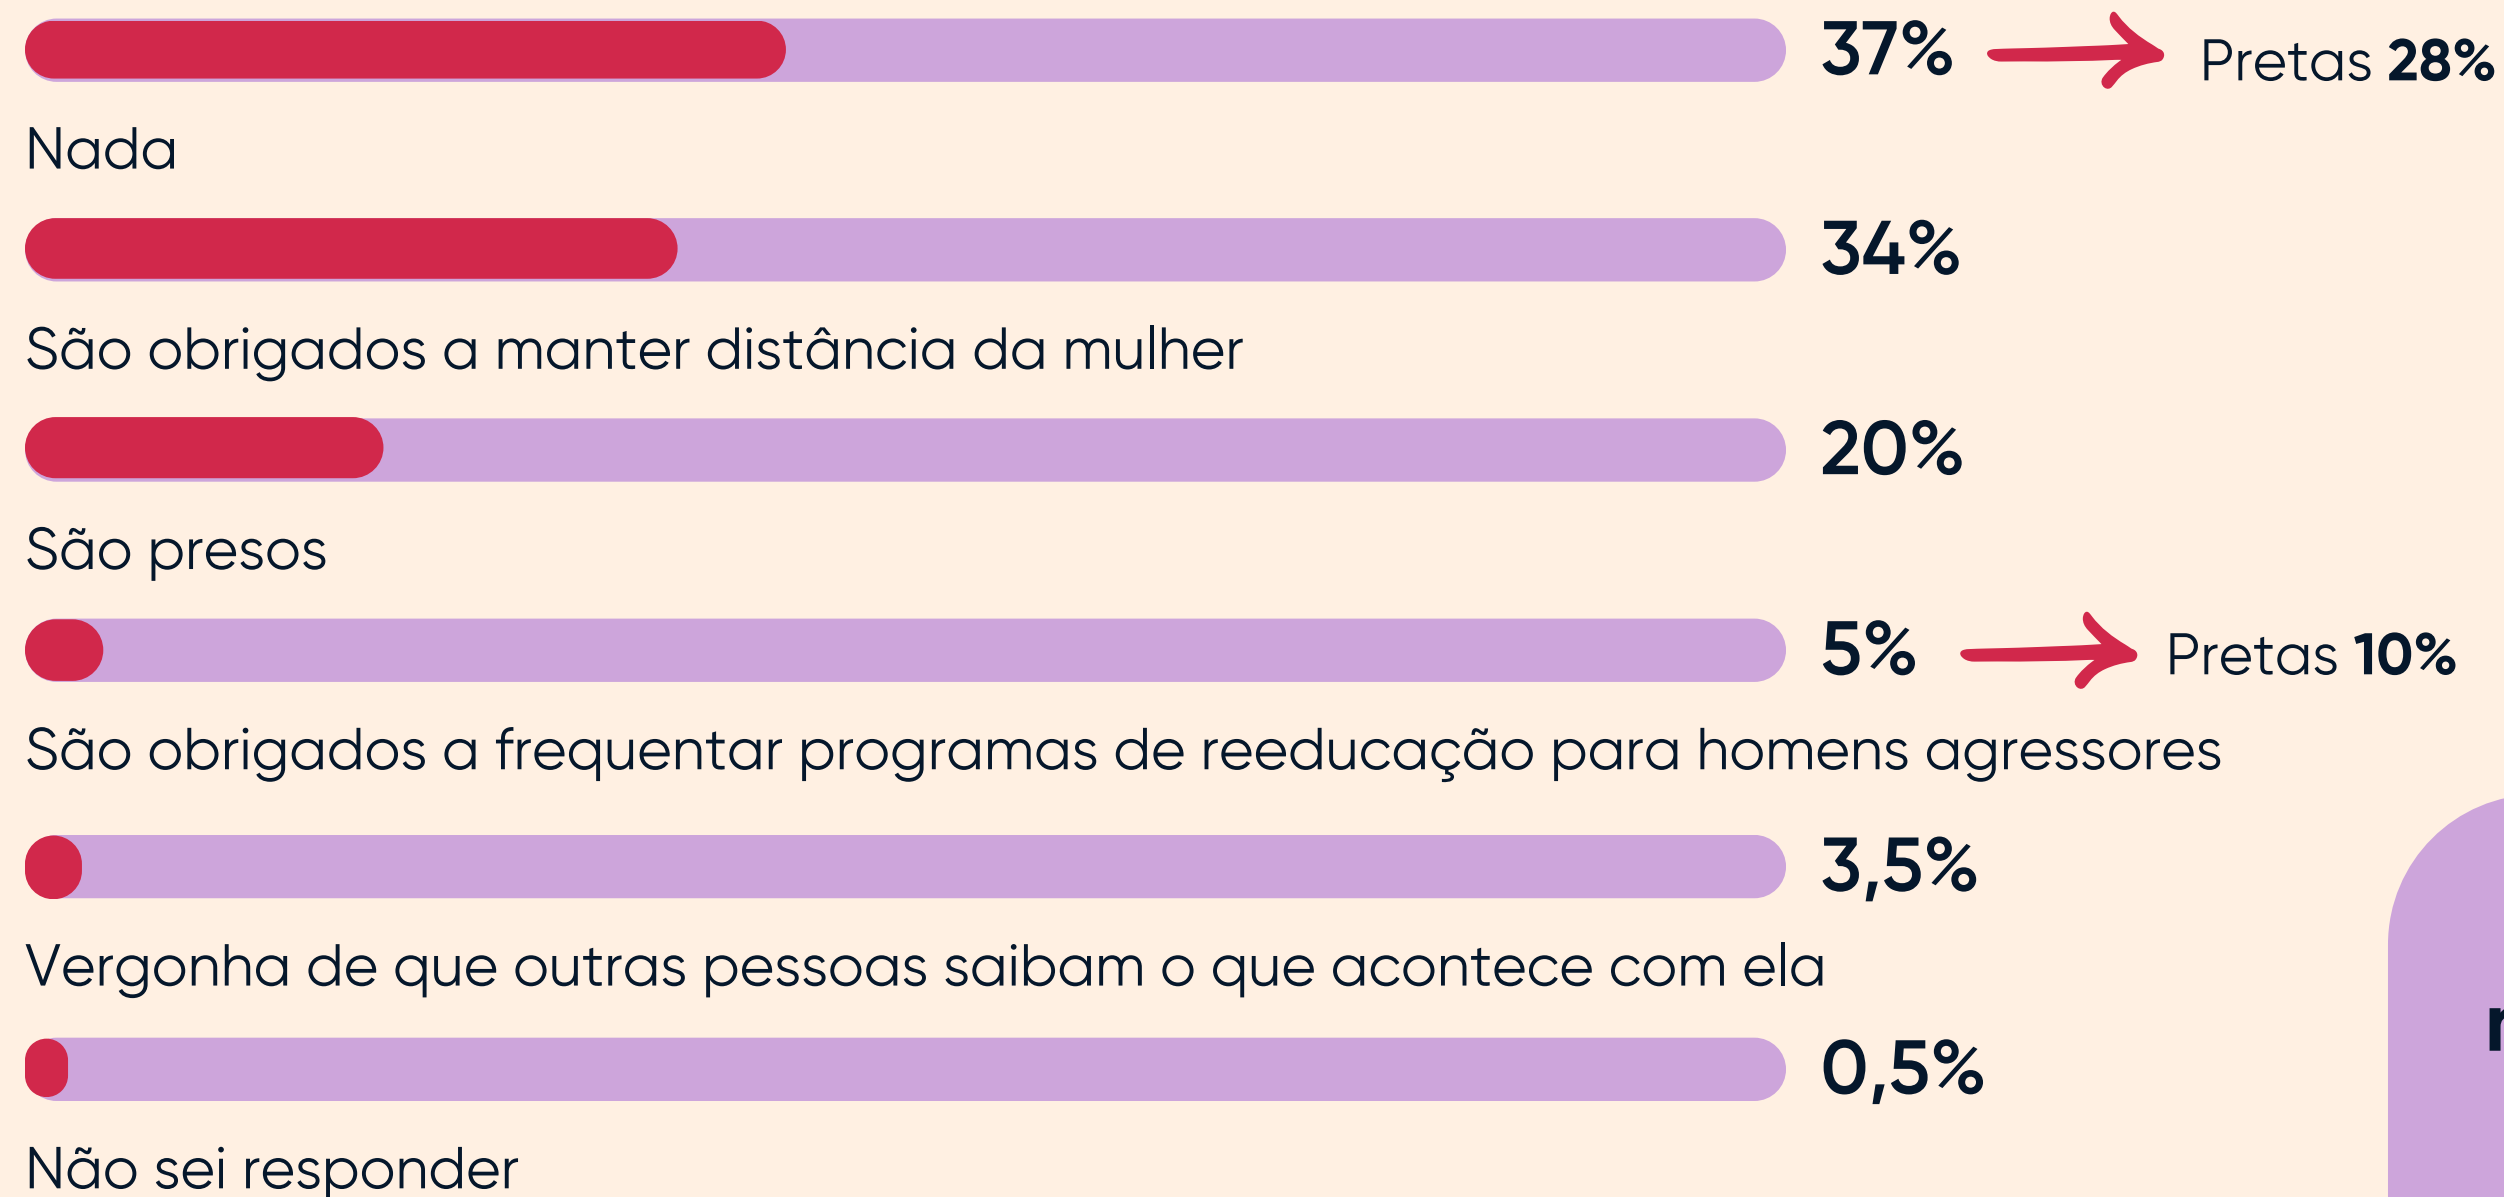 37% Pretas 28%
Nada
34%
São obrigados a manter distância da mulher
20%
São presos
5% Pretas 10%
São obrigados a frequentar programas de reeducação para homens agressores
3,5%
Vergonha de que outras pessoas saibam o que acontece com ela
0,5%
Não sei responder